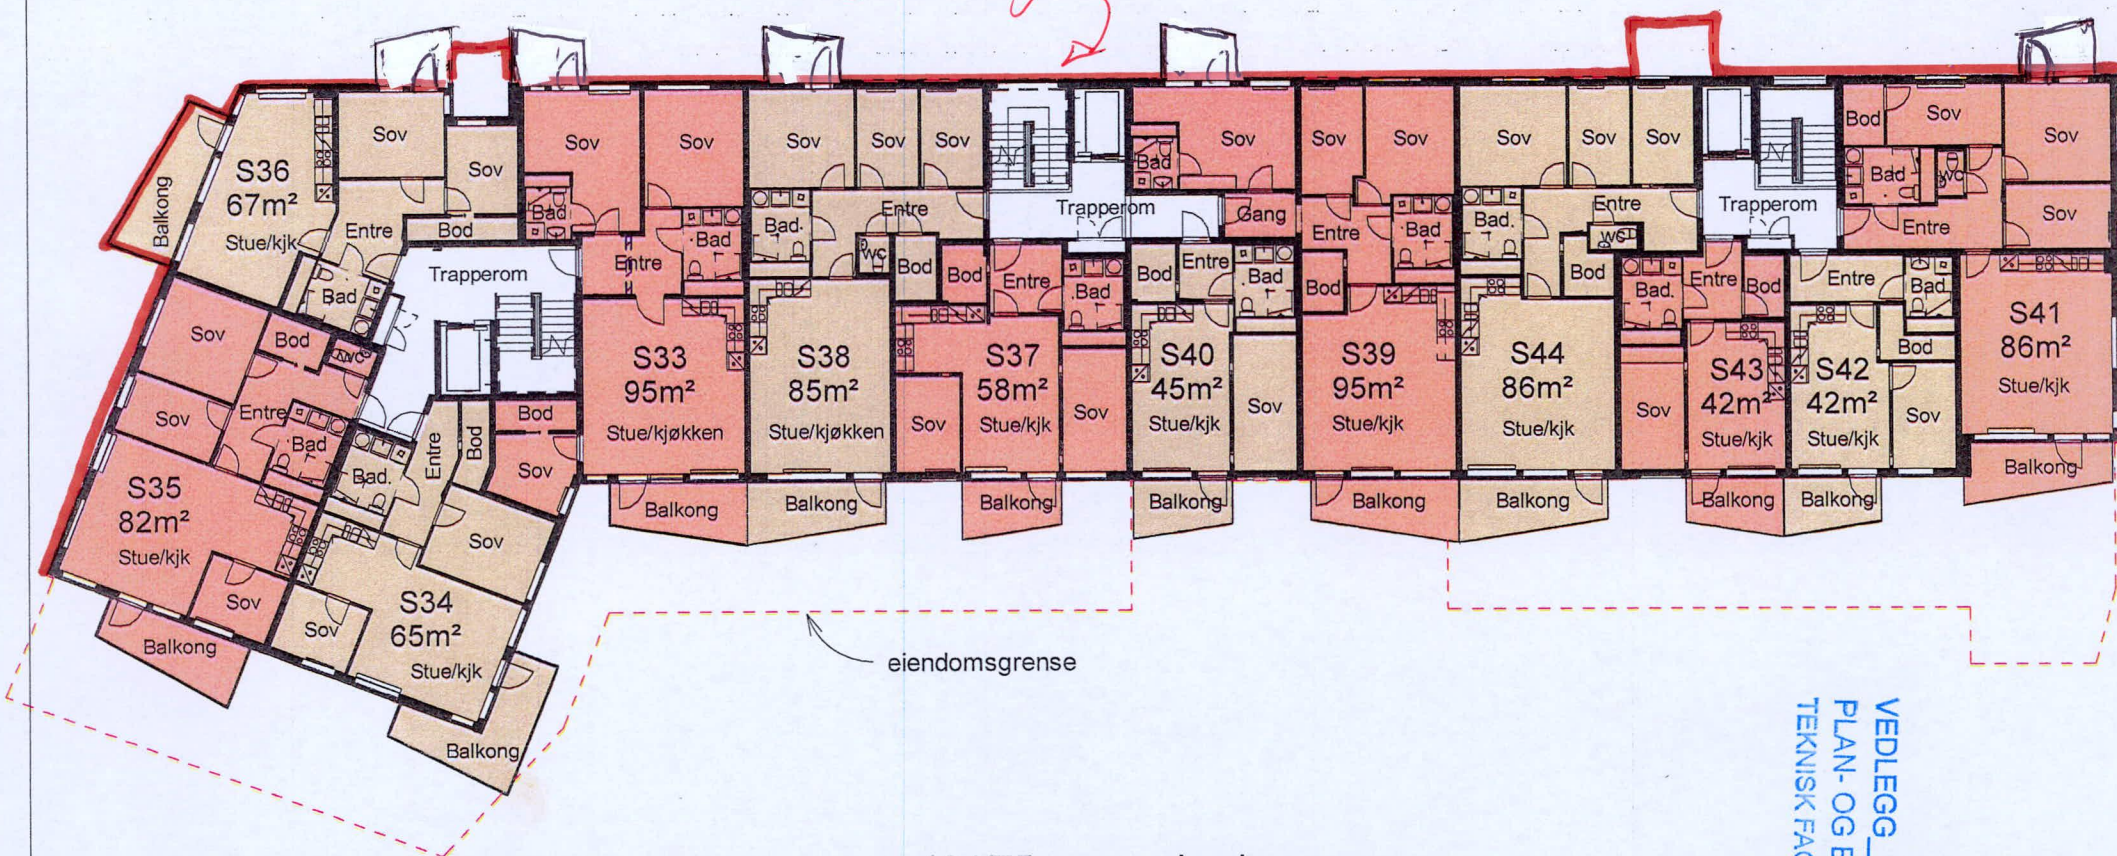 Sov
Sov
Sov
Sov
Sov
Sov
Sov
Sov
Sov
Sov
Sov
Sov
Sov
Bod
Sov
Sov
S36
67m²
Stue/kjk
Balkong
Entre
Bod
Bad
Bad
Entre
Bad
Bad
Entre
WC
Bod
Trapperom
Bad
Gang
Entre
Bad
Bad
Entre
WC
Bod
Trapperom
Bad
WC
Entre
Sov
Trapperom
Bad
Bod
Entre
Bad
Bod
Entre
Bad
Bod
Bad
Entre
Bod
Entre
Bad
Bod
Sov
Bod
WC
Sov
Entre
Bad
S35
82m²
Stue/kjk
Sov
Balkong
Bad
Entre
Bod
Bod
Sov
Sov
S34
65m²
Stue/kjk
Sov
Balkong
S33
95m²
Stue/kjøkken
Balkong
S38
85m²
Stue/kjøkken
Balkong
Sov
S37
58m²
Stue/kjk
Sov
Balkong
S40
45m²
Stue/kjk
Sov
Balkong
S39
95m²
Stue/kjk
Balkong
S44
86m²
Stue/kjk
Balkong
Sov
S43
42m²
Stue/kjk
Balkong
S42
42m²
Stue/kjk
Sov
Balkong
S41
86m²
Stue/kjk
Balkong
eiendomsgrense
VEDLEGG
PLAN- OG
TEKNISK